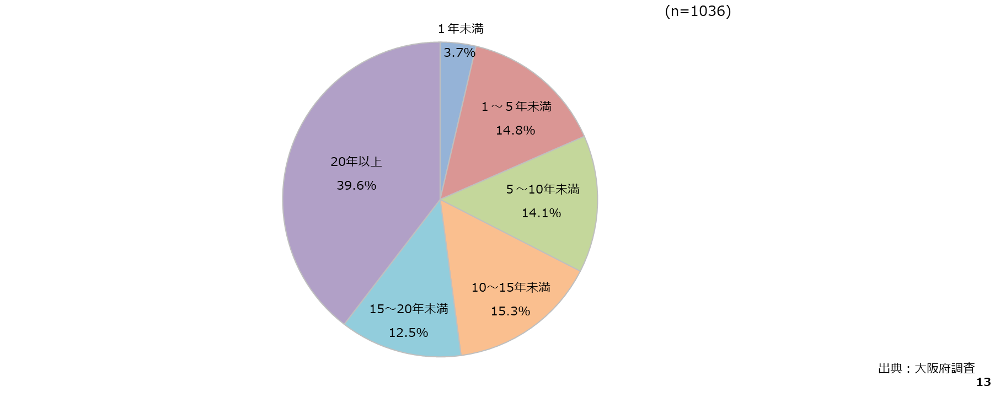 (n=1036)
１年未満
3.7%
１～５年未満
14.8%
５～10年未満
14.1%
10～15年未満
15.3%
15～20年未満
12.5%
20年以上
39.6%
出典：大阪府調査
13